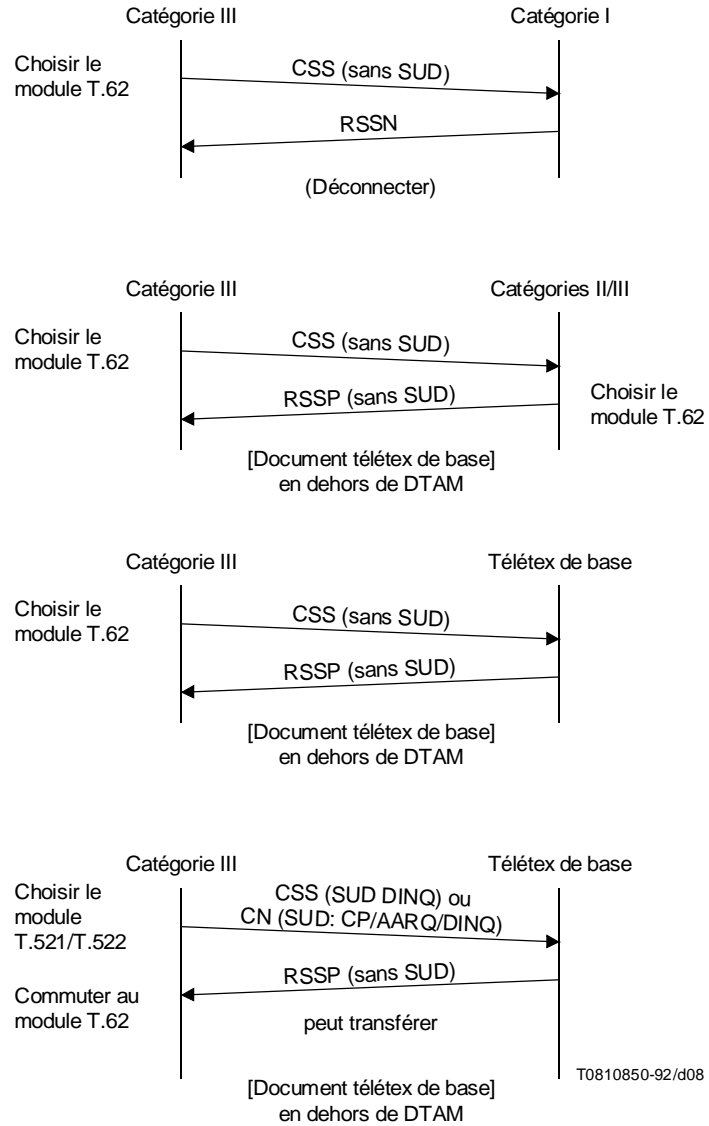 Catégorie III
Catégorie I
Choisir le
module T.62
CSS (sans SUD)
RSSN
(Déconnecter)
Catégorie III
Catégories II/III
Choisir le
module T.62
CSS (sans SUD)
RSSP (sans SUD)
Choisir le
module T.62
[Document télétex de base]
en dehors de DTAM
Catégorie III
Télétex de base
Choisir le
module T.62
CSS (sans SUD)
RSSP (sans SUD)
[Document télétex de base]
en dehors de DTAM
Catégorie III
Télétex de base
Choisir le
module
T.521/T.522
CSS (SUD DINQ) ou
CN (SUD: CP/AARQ/DINQ)
RSSP (sans SUD)
Commuter au
module T.62
peut transférer
T0810850-92/d08
[Document télétex de base]
en dehors de DTAM